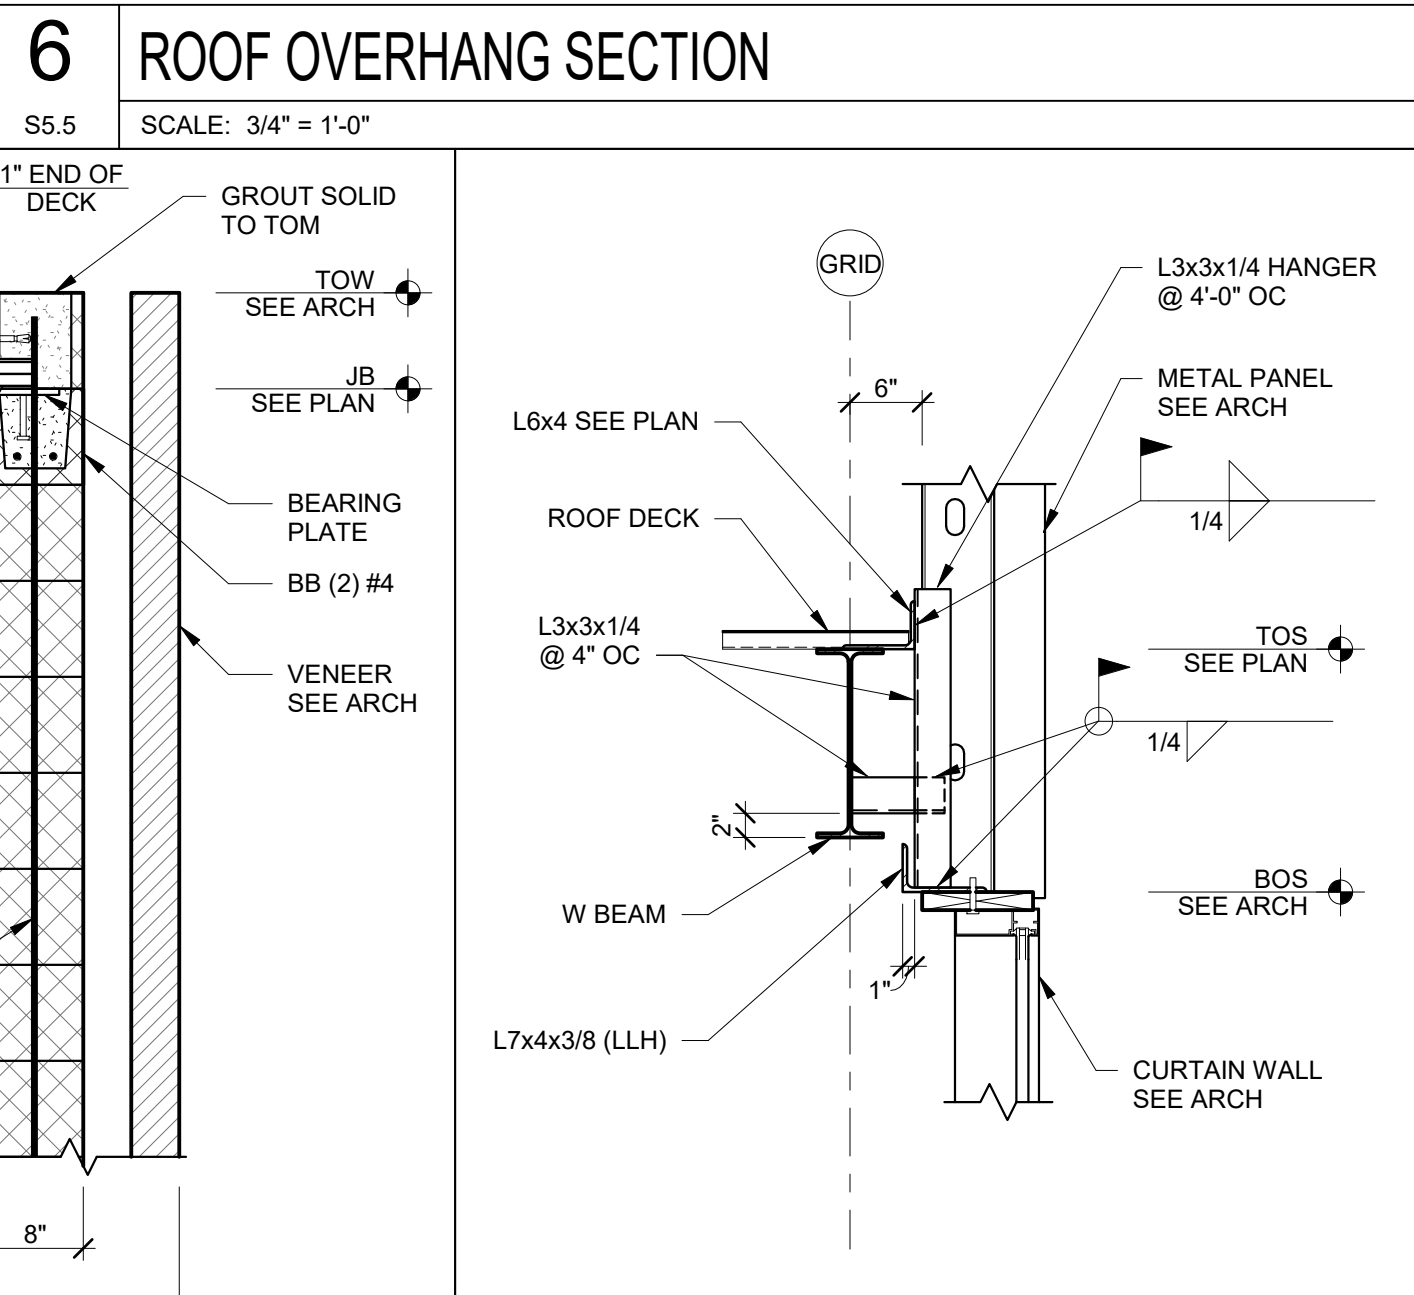 6
ROOF OVERHANG SECTION
S5.5
SCALE: 3/4" = 1'-0"
1" END OF
DECK
GROUT SOLID
TO TOM
TOW
SEE ARCH
JB
SEE PLAN
BEARING
PLATE
BB (2) #4
VENEER
SEE ARCH
8"
GRID
L3x3x1/4 HANGER
@ 4'-0" OC
6"
METAL PANEL
SEE ARCH
L6x4 SEE PLAN
1/4
ROOF DECK
L3x3x1/4
@ 4" OC
TOS
SEE PLAN
1/4
2"
BOS
SEE ARCH
W BEAM
1"
L7x4x3/8 (LLH)
CURTAIN WALL
SEE ARCH